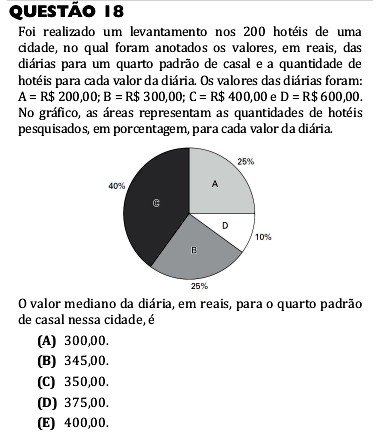 QUESTÃO 18
Foi realizado um levantamento nos 200 hotéis de uma
cidade, no qual foram anotados os valores, em reais, das
diárias para um quarto padrão de casal e a quantidade de
hotéis para cada valor da diária. Os valores das diárias foram:
A = R$ 200,00; B = R$ 300,00; C = R$ 400,00 e D = R$ 600,00.
No gráfico, as áreas representam as quantidades de hotéis
pesquisados, em porcentagem, para cada valor da diária.
25%
40%
A
C
D
10%
B
25%
O valor mediano da diária, em reais, para o quarto padrão
de casal nessa cidade, é
(A) 300,00.
(B) 345,00.
(C) 350,00.
(D) 375,00.
(E) 400,00.